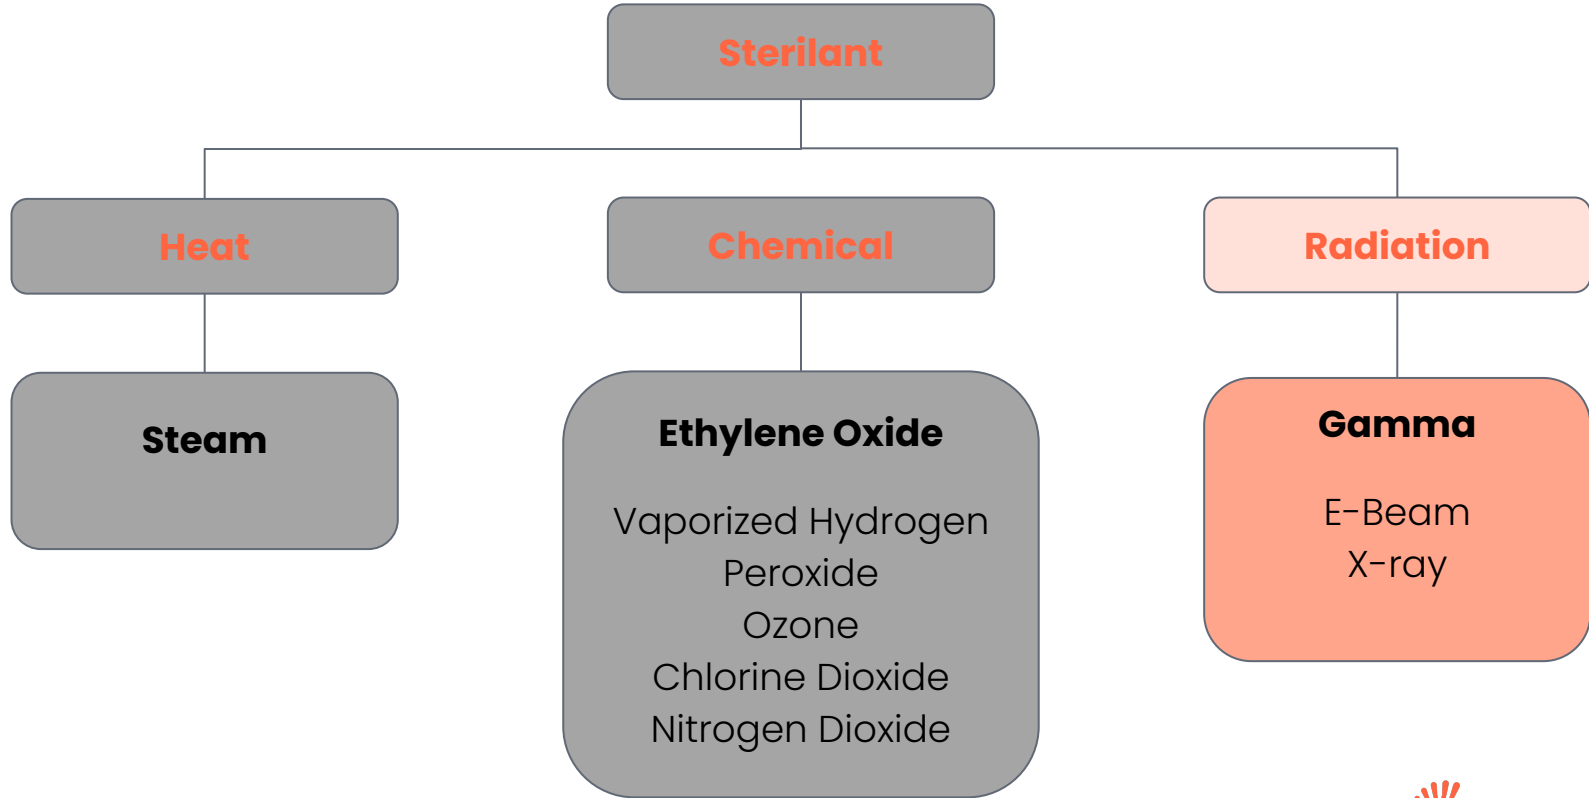 Sterilant
Heat
Chemical
Radiation
Steam
Ethylene Oxide
Vaporized Hydrogen
Peroxide
Ozone
Chlorine Dioxide
Nitrogen Dioxide
Gamma
E-Beam
X-ray